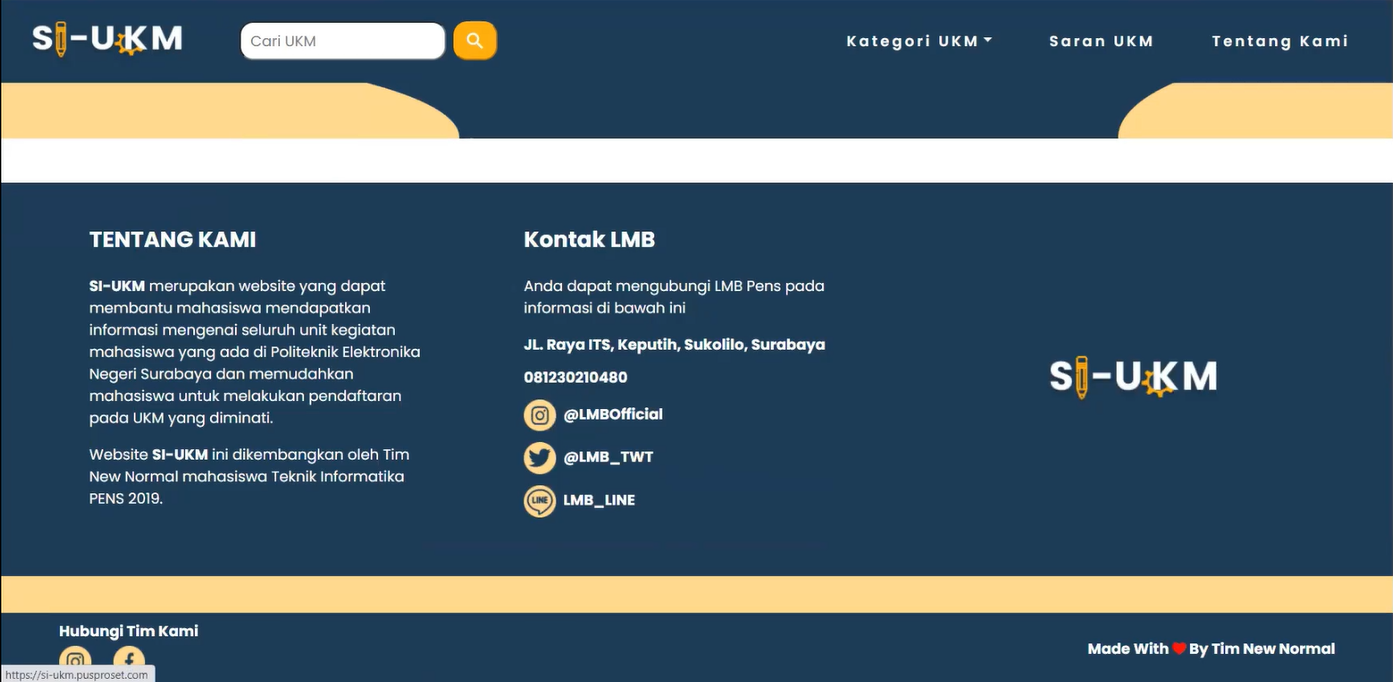 SI-UKM
Cari UKM
Kategori UKM
Saran UKM
Tentang Kami
TENTANG KAMI
SI-UKM merupakan website yang dapat
membantu mahasiswa mendapatkan
informasi mengenai seluruh unit kegiatan
mahasiswa yang ada di Politeknik Elektronika
Negeri Surabaya dan memudahkan
mahasiswa untuk melakukan pendaftaran
pada UKM yang diminati.
Website SI-UKM ini dikembangkan oleh Tim
New Normal mahasiswa Teknik Informatika
PENS 2019.
Kontak LMB
Anda dapat mengubungi LMB Pens pada
informasi di bawah ini
JL. Raya ITS, Keputih, Sukolilo, Surabaya
081230210480
@LMBOfficial
@LMB_TWT
LINE
LMB_LINE
SI-UKM
Hubungi Tim Kami
Made With ❤ By Tim New Normal
https://si-ukm.pusproset.com